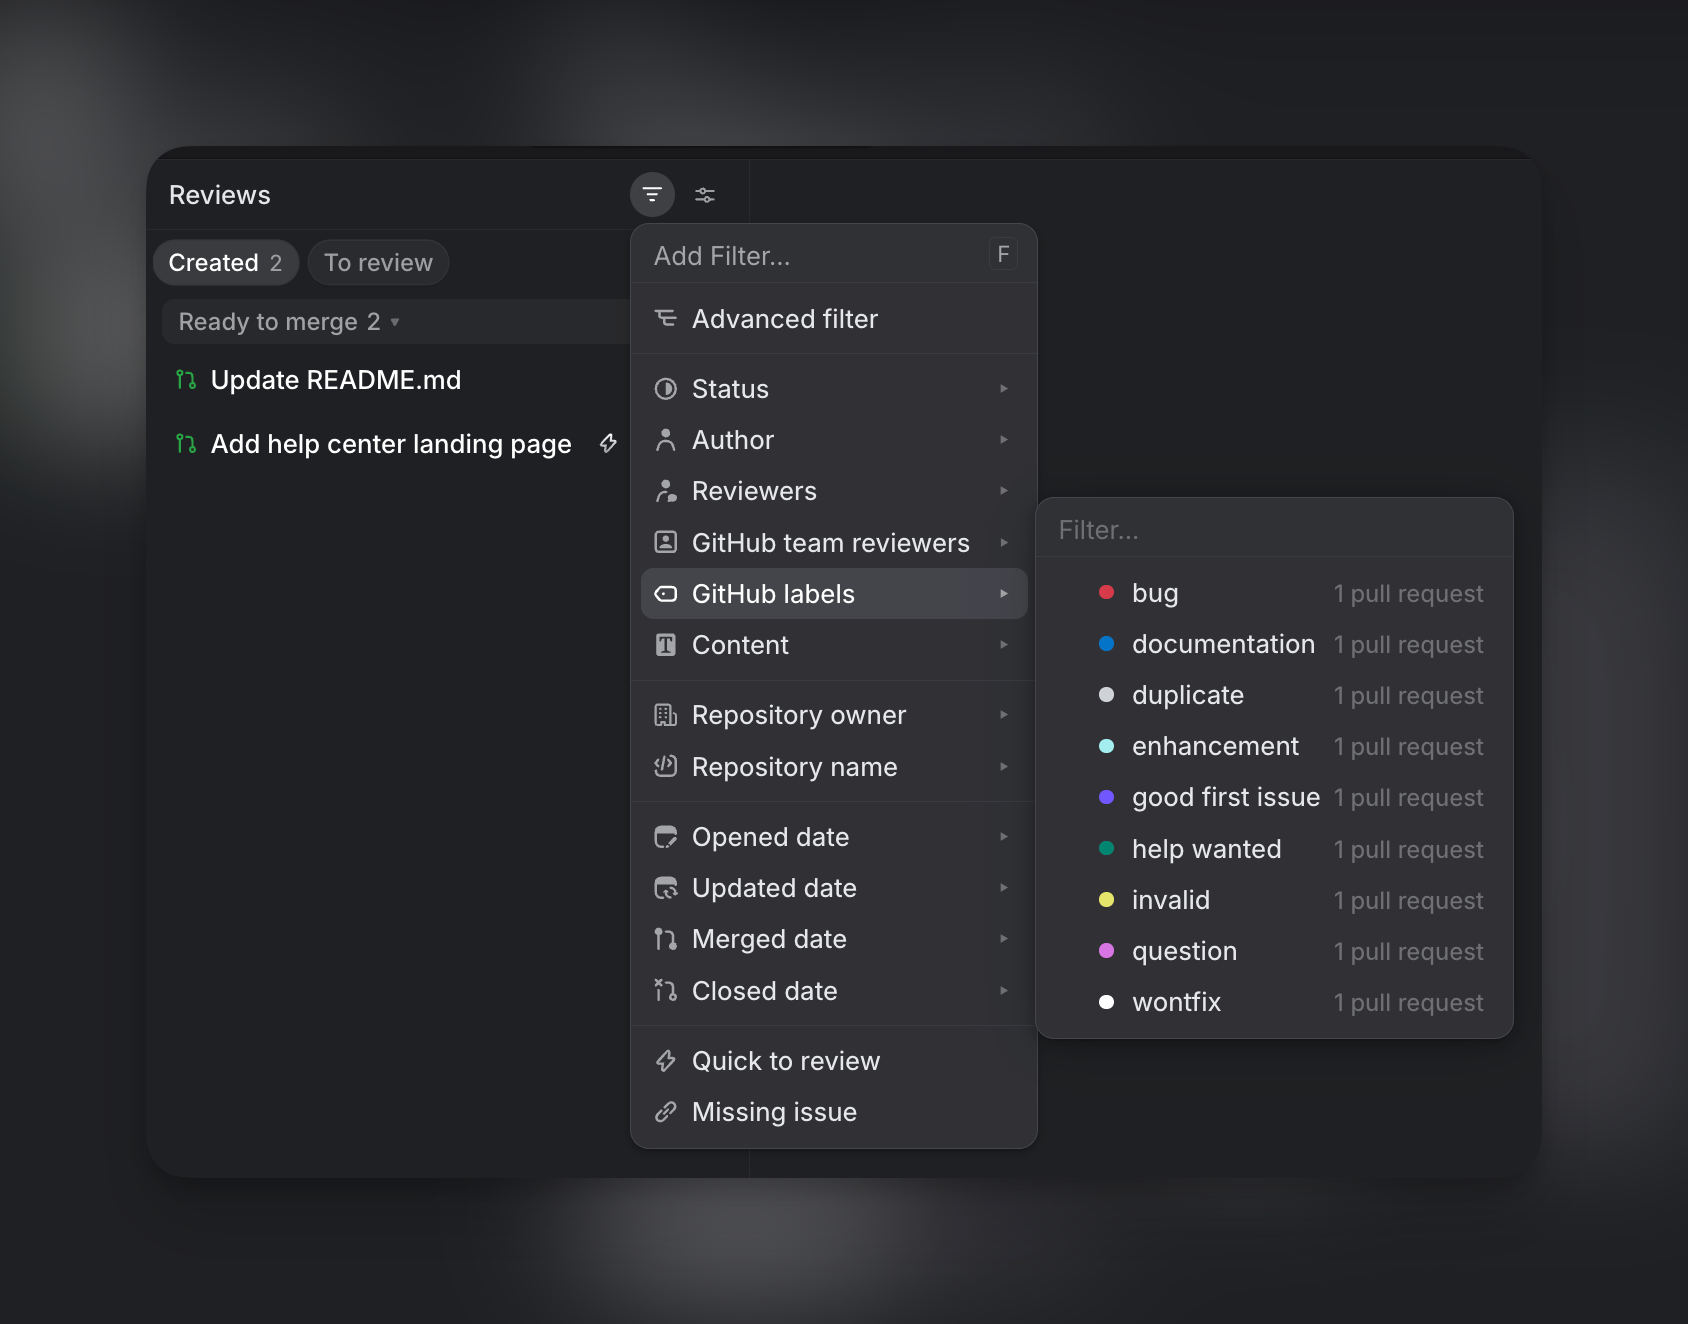 Reviews
Created 2
To review
Ready to merge 2
Update README.md
Add help center landing page
Add Filter...
F
Advanced filter
Status
Author
Reviewers
GitHub team reviewers
GitHub labels
Content
Repository owner
Repository name
Opened date
Updated date
Merged date
Closed date
Quick to review
Missing issue
Filter...
bug 1 pull request
documentation 1 pull request
duplicate 1 pull request
enhancement 1 pull request
good first issue 1 pull request
help wanted 1 pull request
invalid 1 pull request
question 1 pull request
wontfix 1 pull request